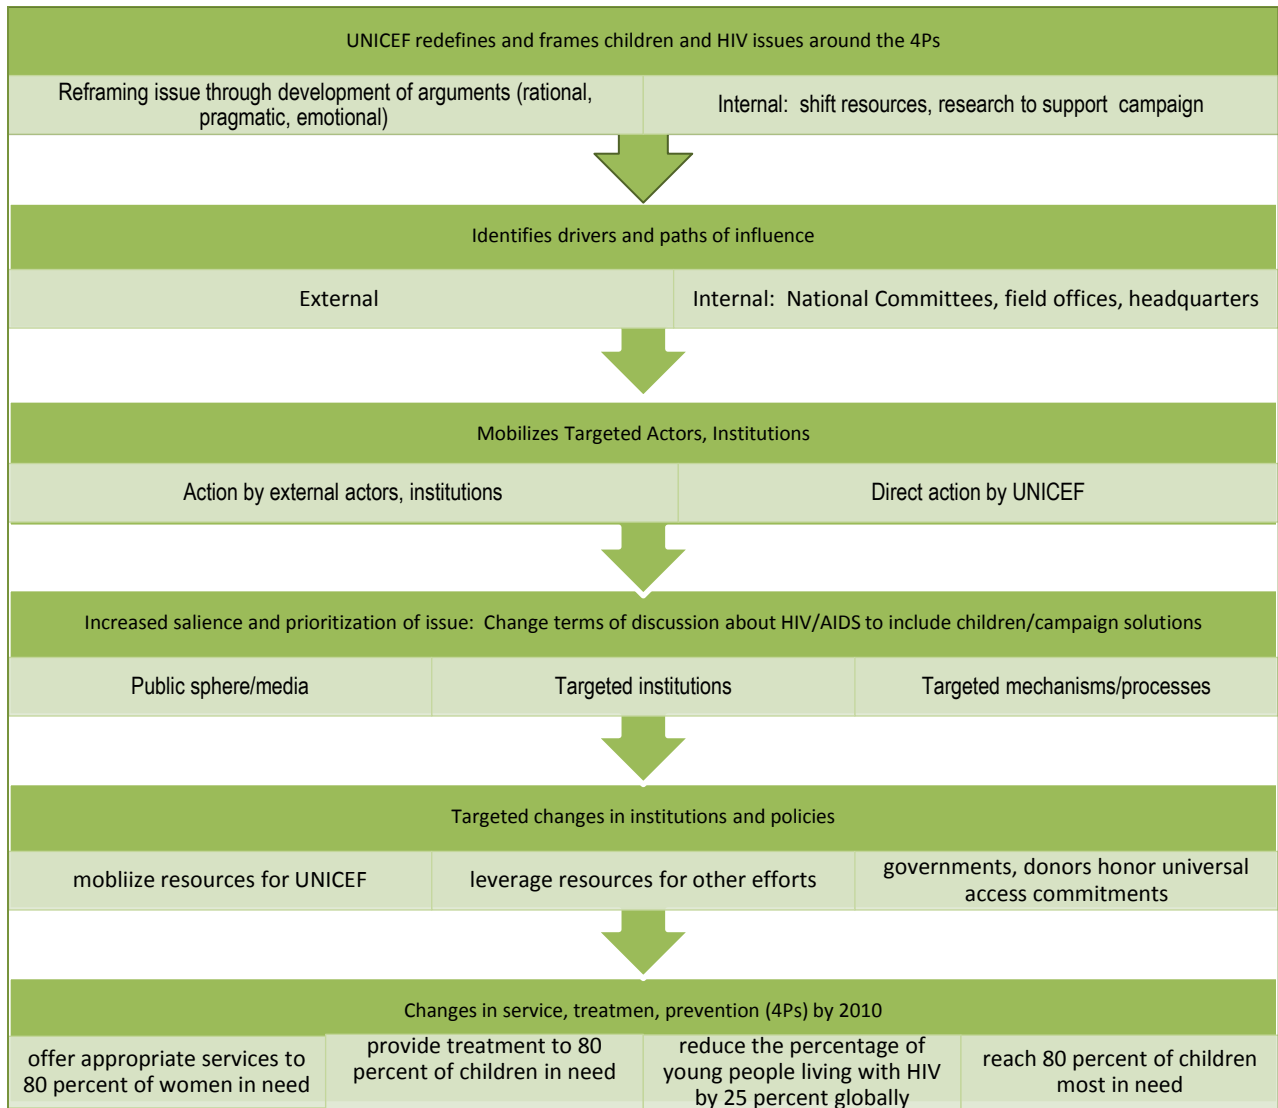 UNICEF redefines and frames children and HIV issues around the 4Ps
Reframing issue through development of arguments (rational,
pragmatic, emotional)
Internal: shift resources, research to support campaign
Identifies drivers and paths of influence
External
Internal: National Committees, field offices, headquarters
Mobilizes Targeted Actors, Institutions
Action by external actors, institutions
Direct action by UNICEF
Increased salience and prioritization of issue: Change terms of discussion about HIV/AIDS to include children/campaign solutions
Public sphere/media
Targeted institutions
Targeted mechanisms/processes
Targeted changes in institutions and policies
mobliize resources for UNICEF
leverage resources for other efforts
governments, donors honor universal
access commitments
Changes in service, treatmen, prevention (4Ps) by 2010
offer appropriate services to
80 percent of women in need
provide treatment to 80
percent of children in need
reduce the percentage of
young people living with HIV
by 25 percent globally
reach 80 percent of children
most in need